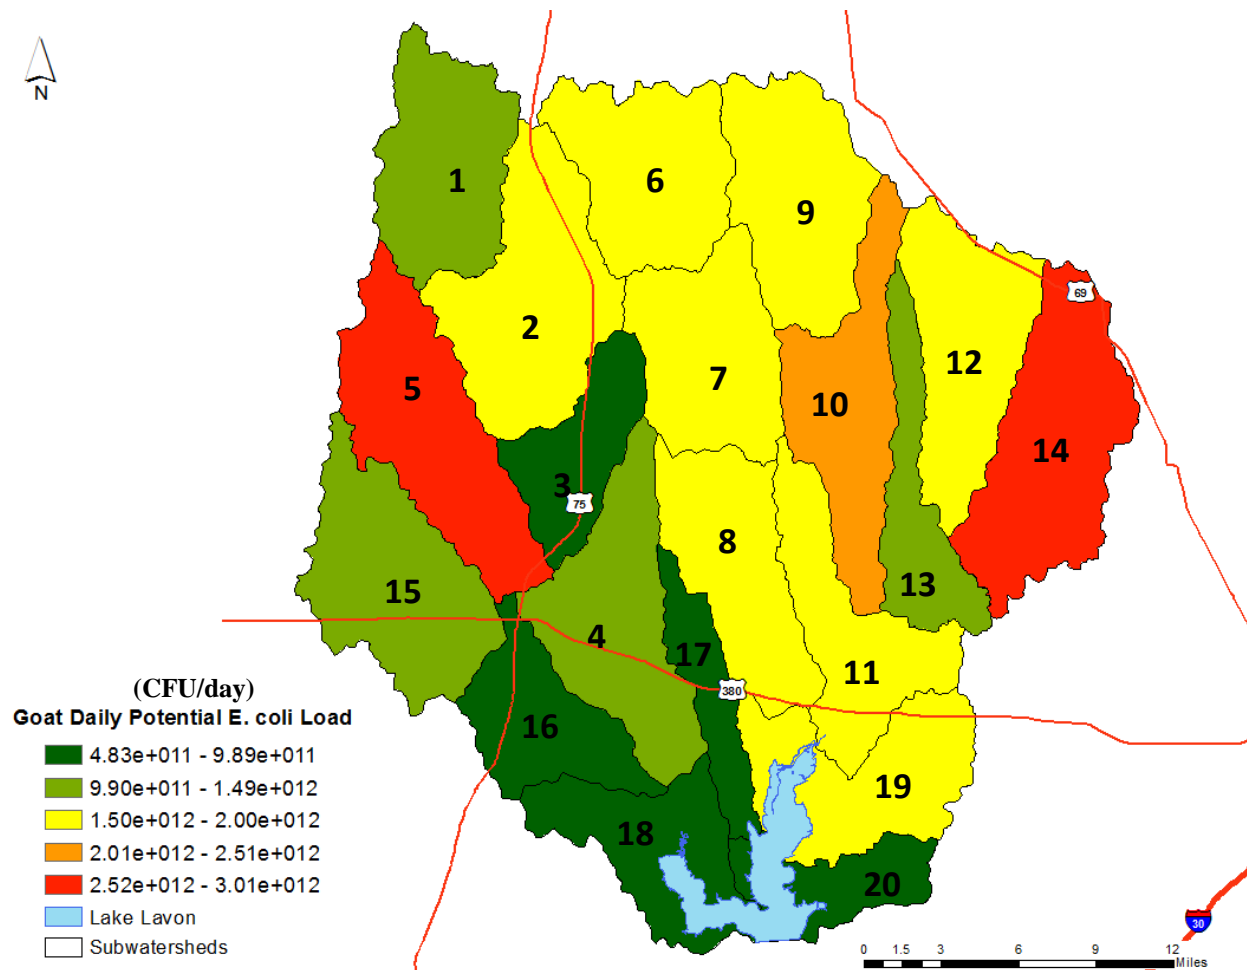 N
1
6
9
69
2
7
12
5
10
14
3
75
8
13
15
4
17
11
380
(CFU/day)
Goat Daily Potential E. coli Load
16
4.83e+011 - 9.89e+011
9.90e+011 - 1.49e+012
19
1.50e+012 - 2.00e+012
18
2.01e+012 - 2.51e+012
20
2.52e+012 - 3.01e+012
Lake Lavon
30
Subwatersheds
0 1.5 3 6 9 12
Miles